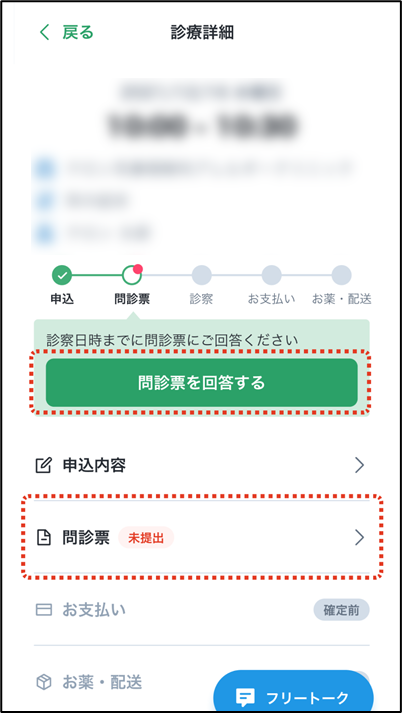 戻る
診療詳細
申込
問診票
診察
お支払い
お薬・配送
診察日時までに問診票にご回答ください
問診票を回答する
申込内容
問診票 未提出
お支払い 確定前
お薬・配送
フリートーク